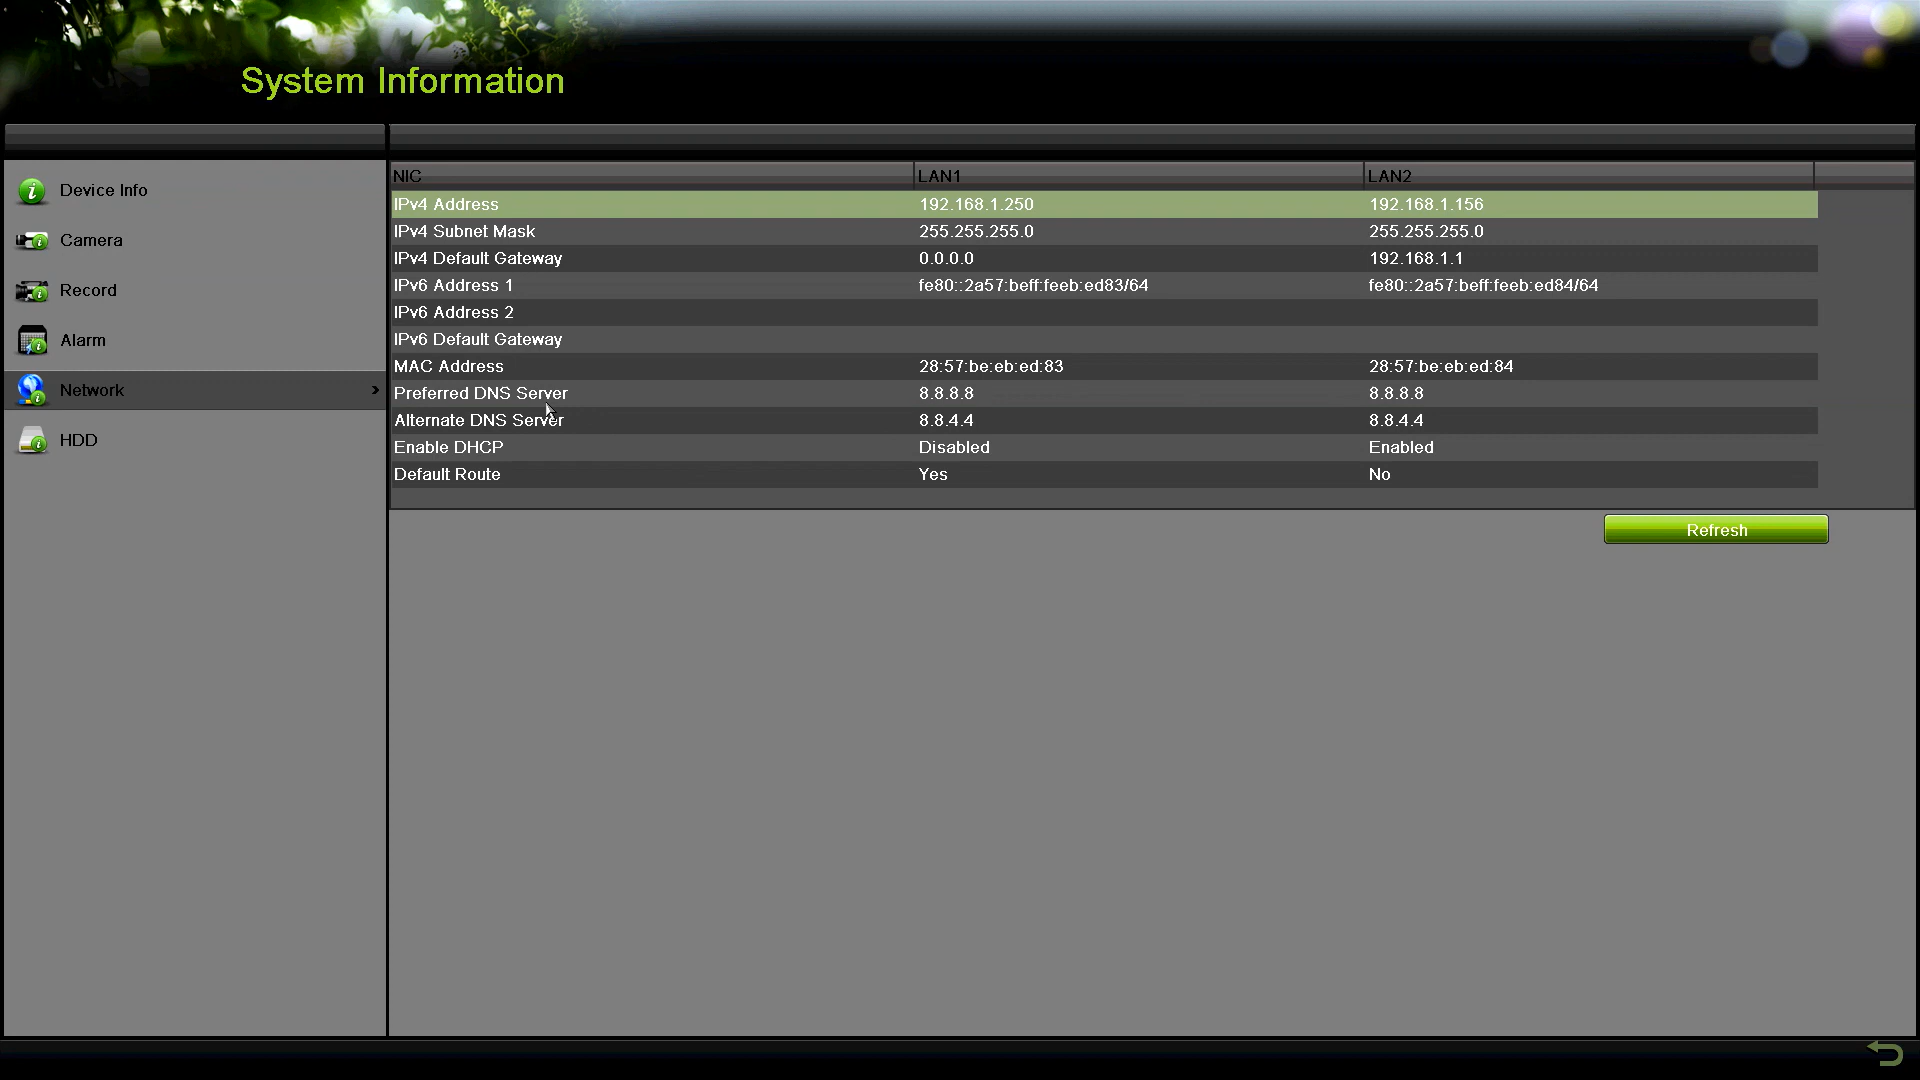 System Information
Device Info
Camera
Record
Alarm
Network
HDD
NIC LAN1 LAN2
IPv4 Address 192.168.1.250 192.168.1.156
IPv4 Subnet Mask 255.255.255.0 255.255.255.0
IPv4 Default Gateway 0.0.0.0 192.168.1.1
IPv6 Address 1 fe80::2a57:beff:feeb:ed83/64 fe80::2a57:beff:feeb:ed84/64
IPv6 Address 2
IPv6 Default Gateway
MAC Address 28:57:be:eb:ed:83 28:57:be:eb:ed:84
Preferred DNS Server 8.8.8.8 8.8.8.8
Alternate DNS Server 8.8.4.4 8.8.4.4
Enable DHCP Disabled Enabled
Default Route Yes No
Refresh